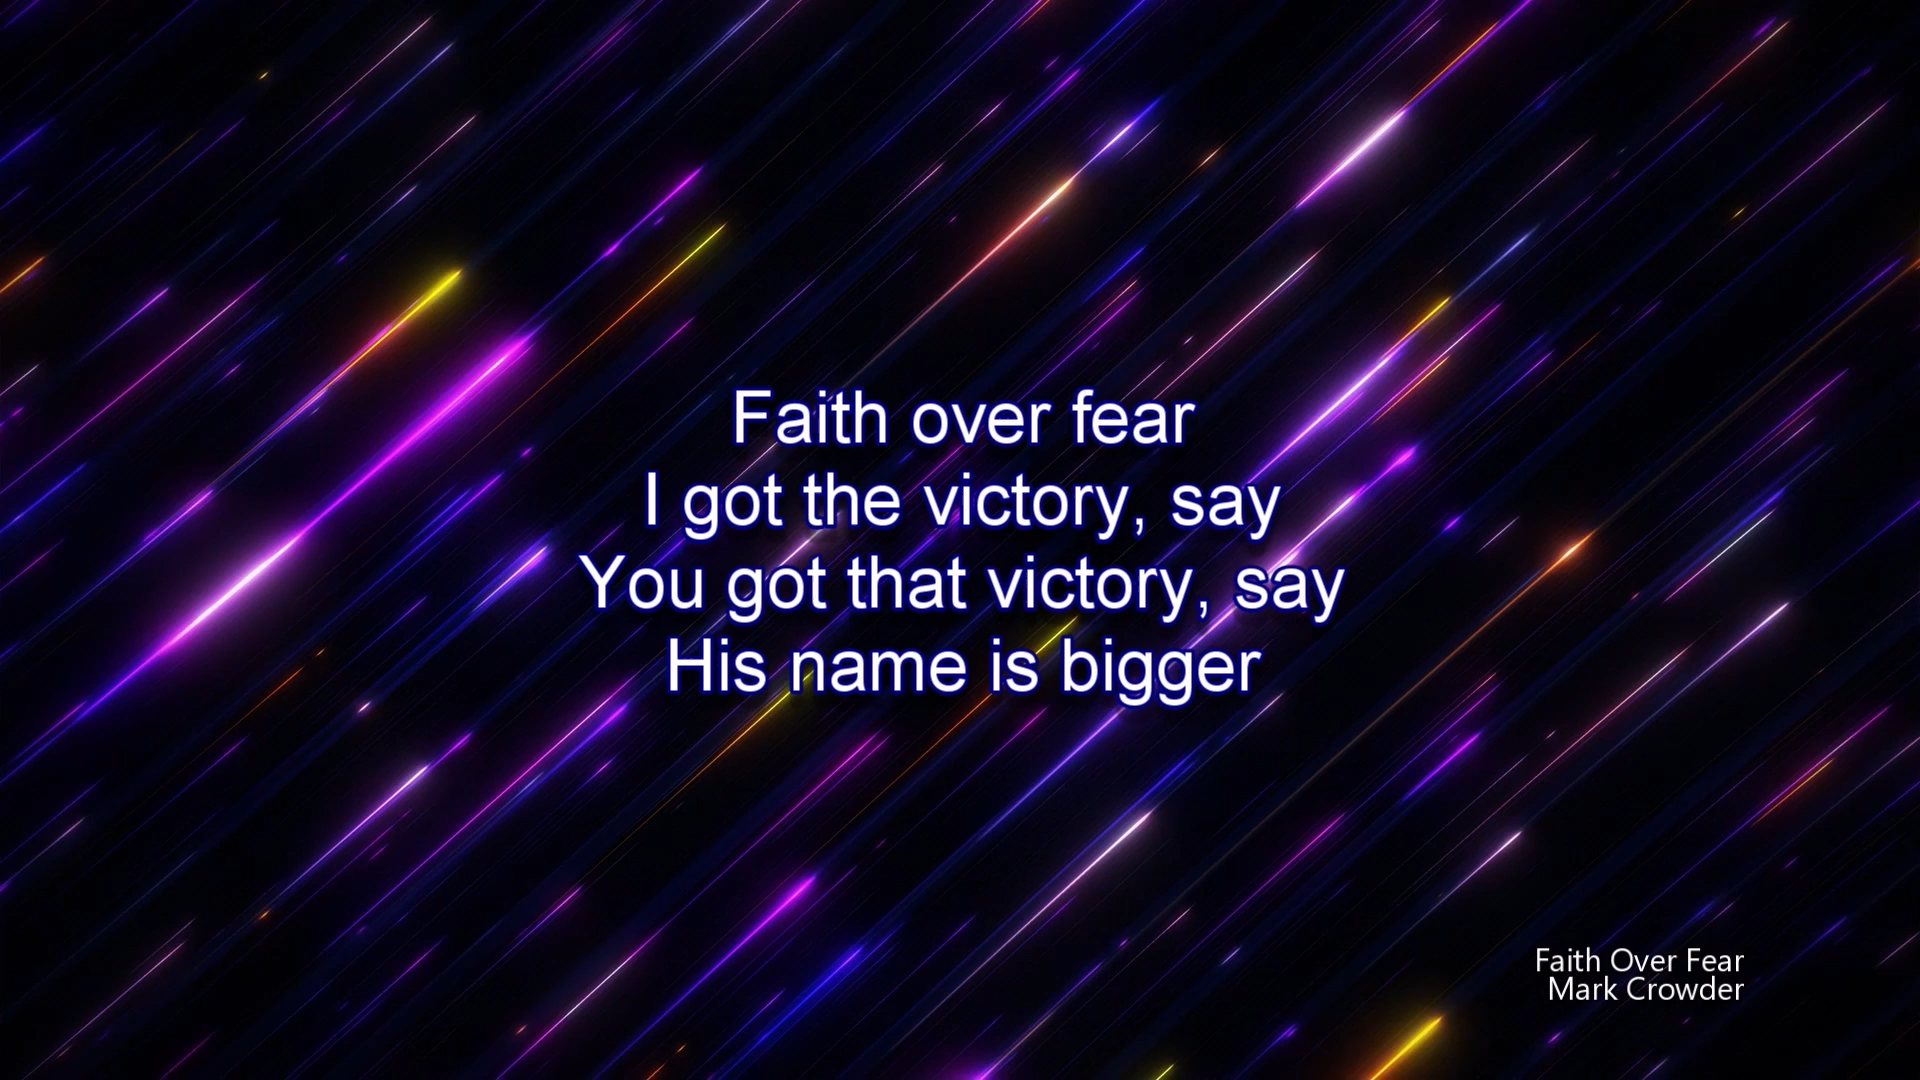 Faith over fear
I got the victory, say
You got that victory, say
His name is bigger
Faith Over Fear
Mark Crowder